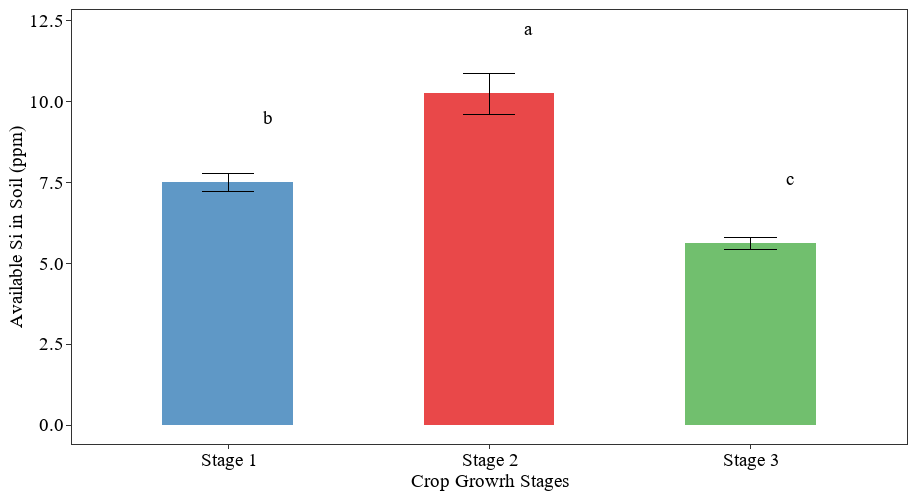 12.5
a
b
10.0
7.5
c
5.0
2.5
0.0
Available Si in Soil (ppm)
Stage 1 Stage 2 Stage 3
Crop Growrh Stages